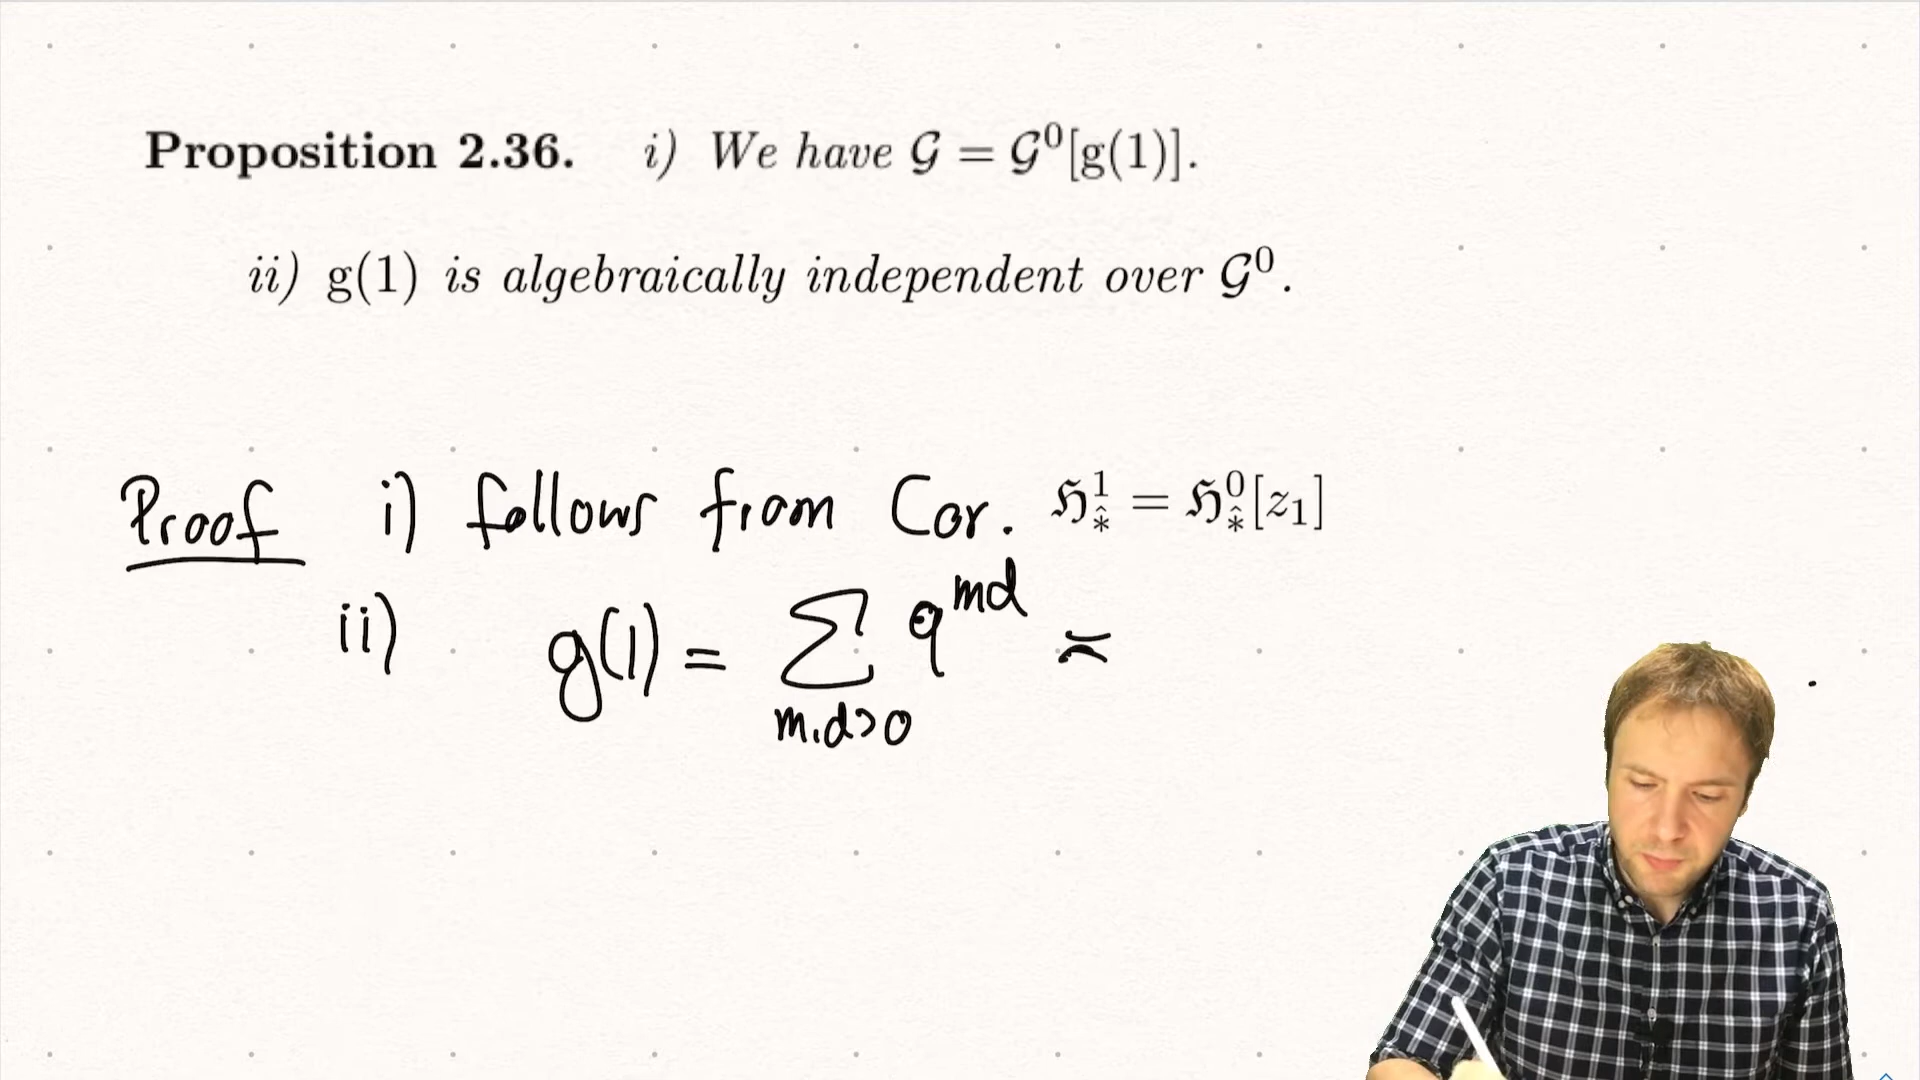 Proposition 2.36. i) We have 𝒢 = 𝒢⁰[g(1)].
ii) g(1) is algebraically independent over 𝒢⁰.
Proof i) follows from Cor. ℌ¹_*̂ = ℌ⁰_*̂[z₁]
ii) g(1) = ∑_{m,d>0} q^{md} ≍